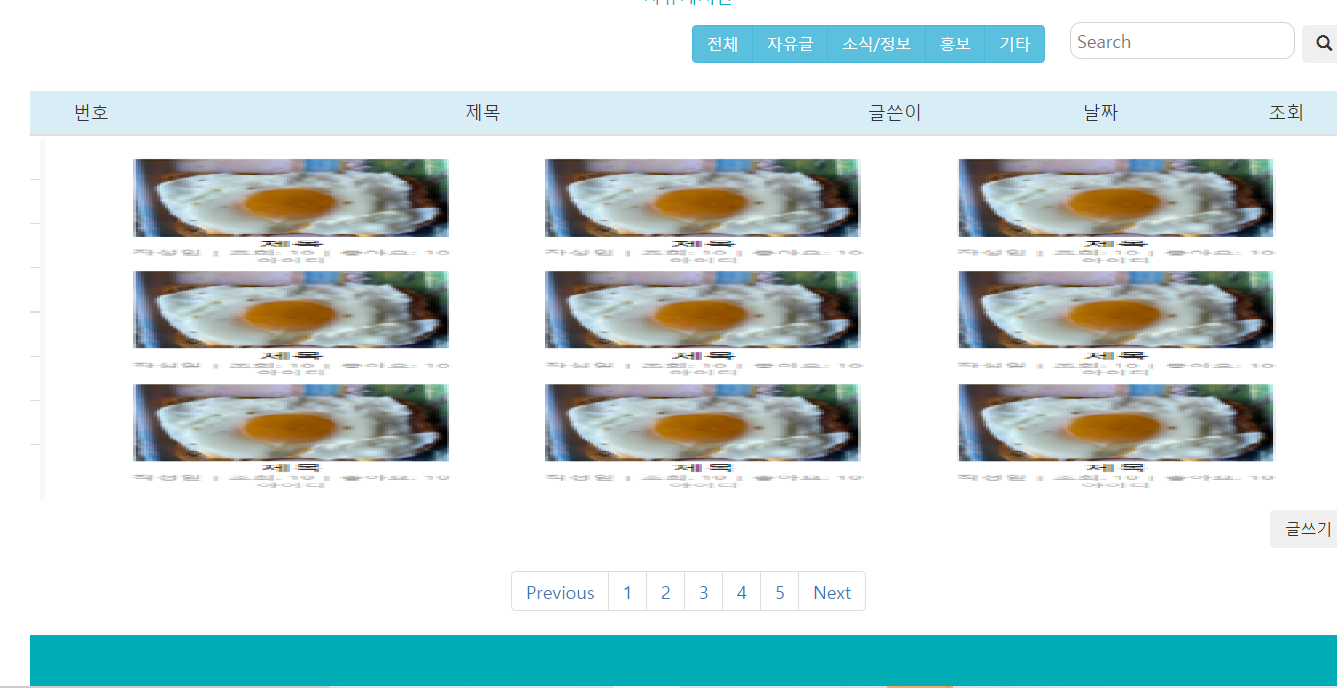 자유게시판
전체 자유글 소식/정보 홍보 기타 Search
번호 제목 글쓴이 날짜 조회
제 목 제 목 제 목
작성일 | 조회: 10 | 좋아요: 10 작성일 | 조회: 10 | 좋아요: 10 작성일 | 조회: 10 | 좋아요: 10
아이디 아이디 아이디
제 목 제 목 제 목
작성일 | 조회: 10 | 좋아요: 10 작성일 | 조회: 10 | 좋아요: 10 작성일 | 조회: 10 | 좋아요: 10
아이디 아이디 아이디
제 목 제 목 제 목
작성일 | 조회: 10 | 좋아요: 10 작성일 | 조회: 10 | 좋아요: 10 작성일 | 조회: 10 | 좋아요: 10
아이디 아이디 아이디
글쓰기
Previous 1 2 3 4 5 Next